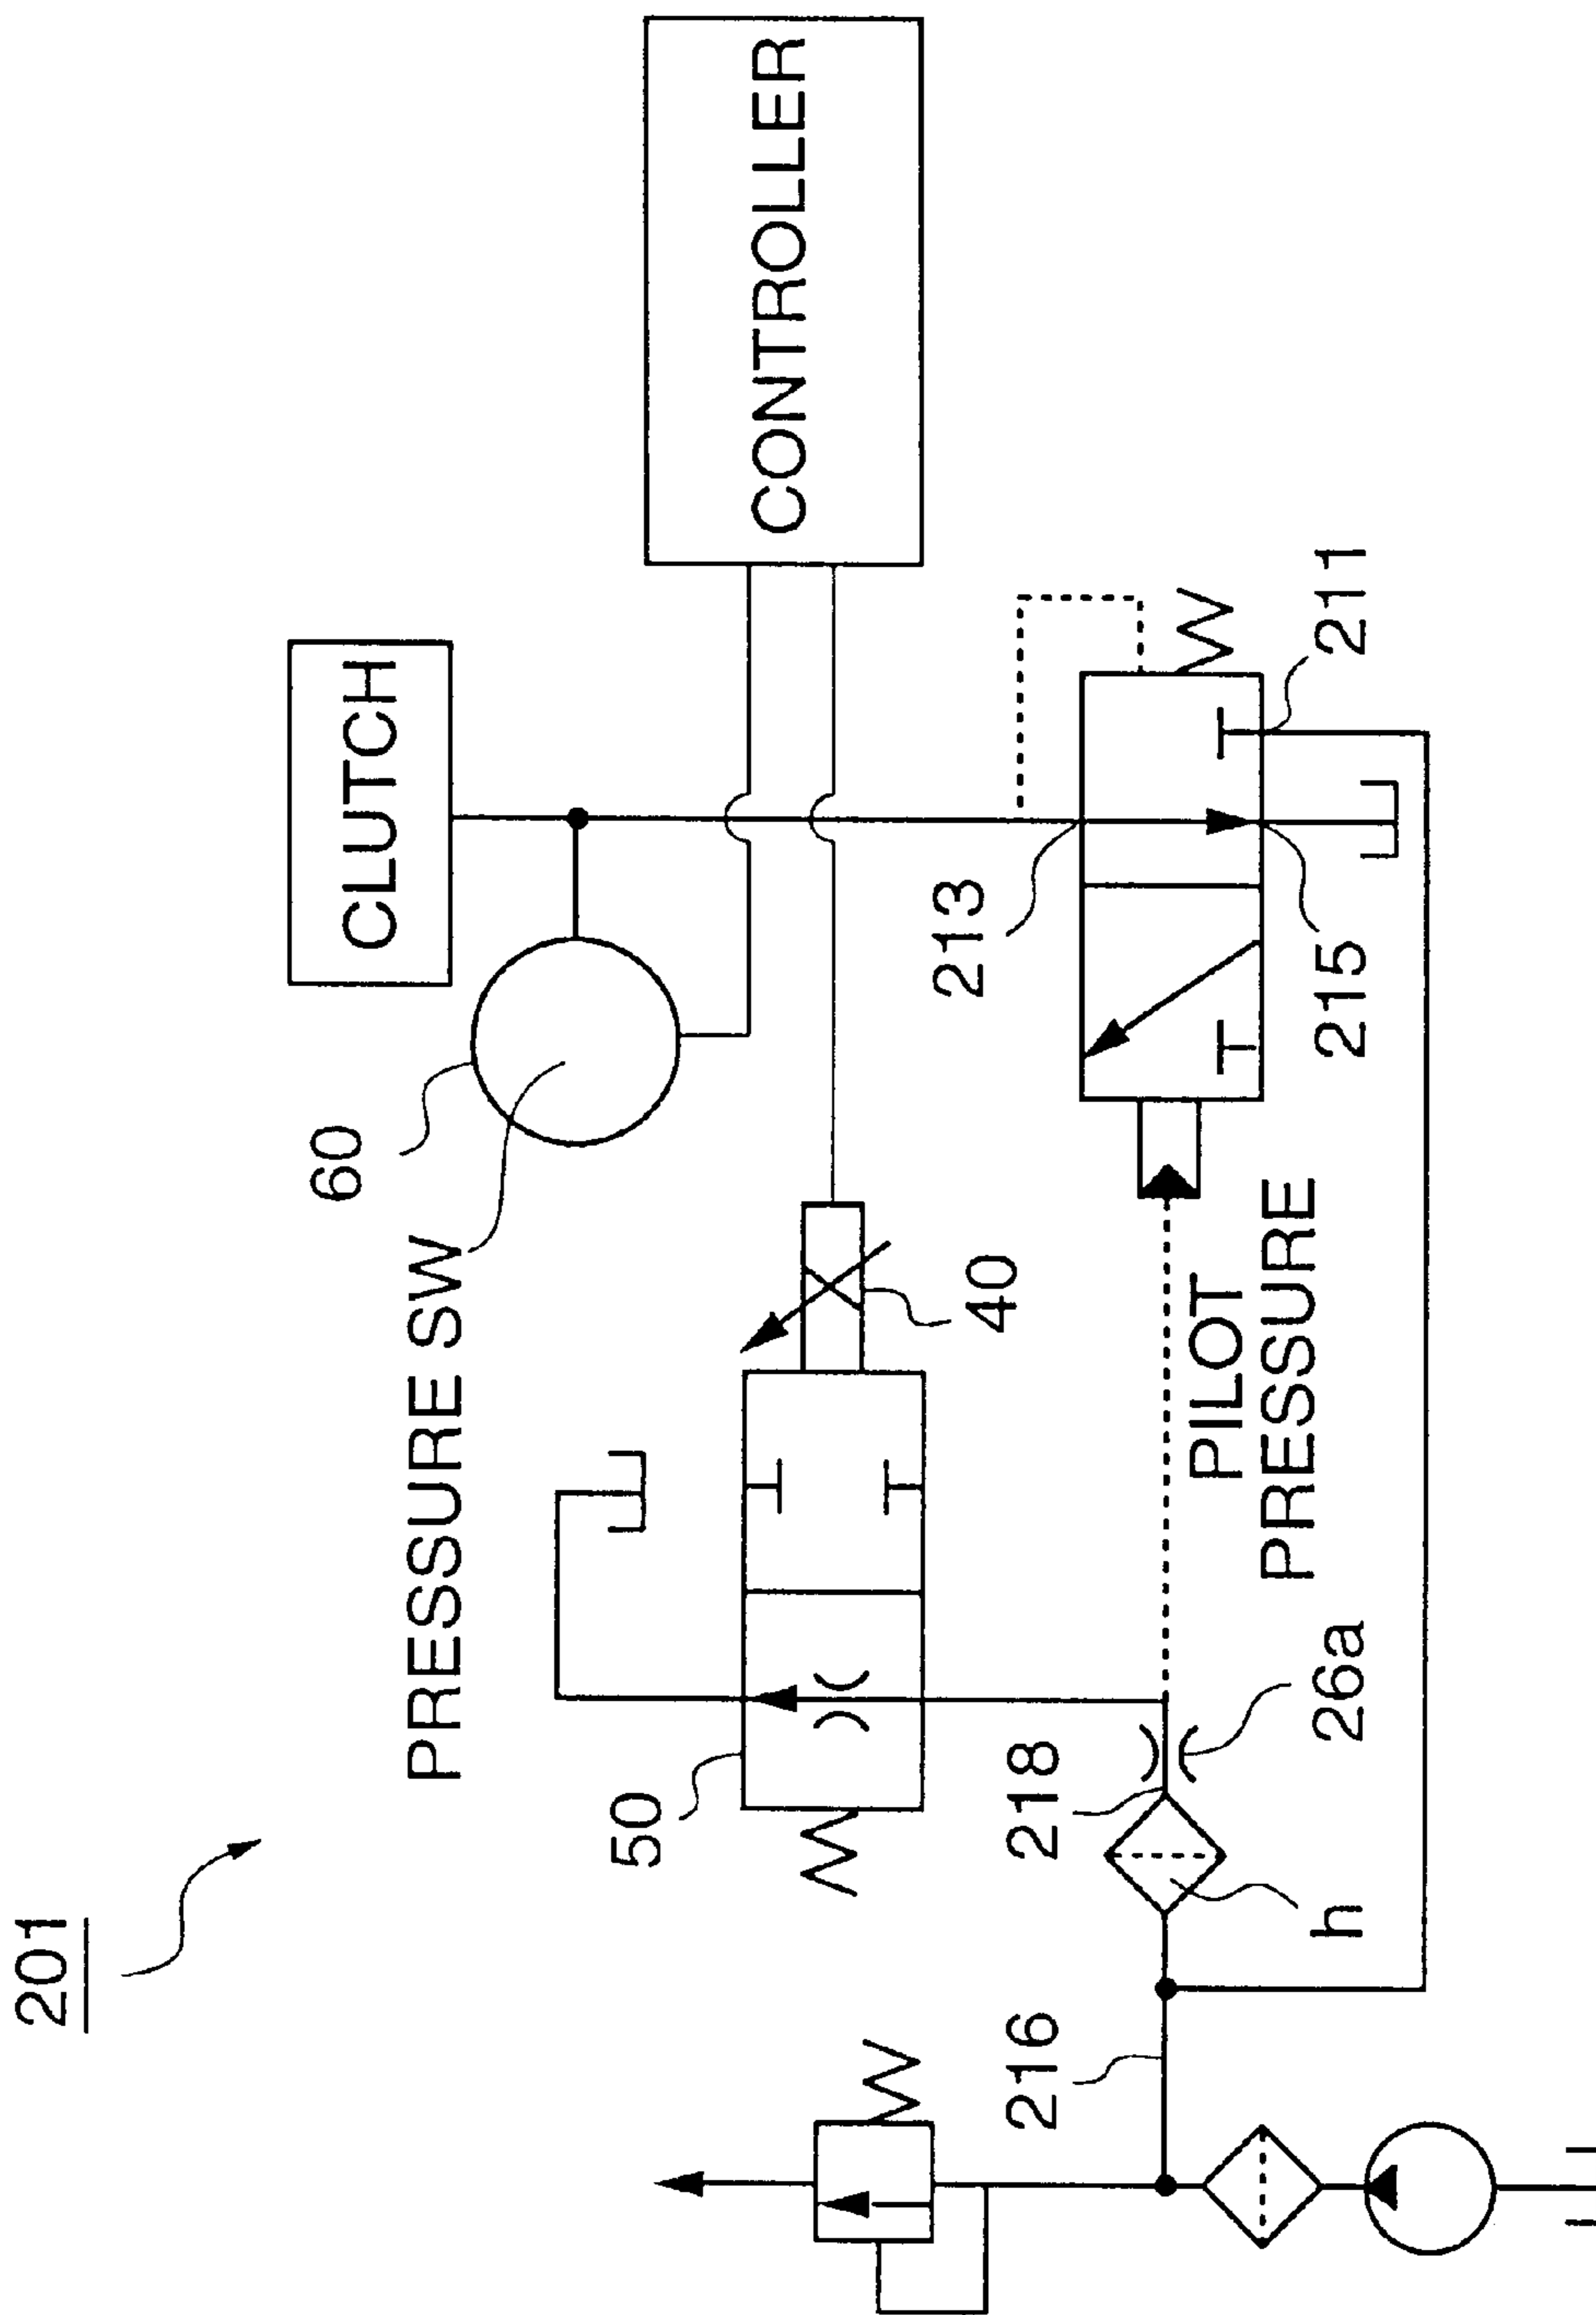 201
CLUTCH
CONTROLLER
60
PRESSURE SW
213
211
215
40
50
PILOT
PRESSURE
218
26a
h
216